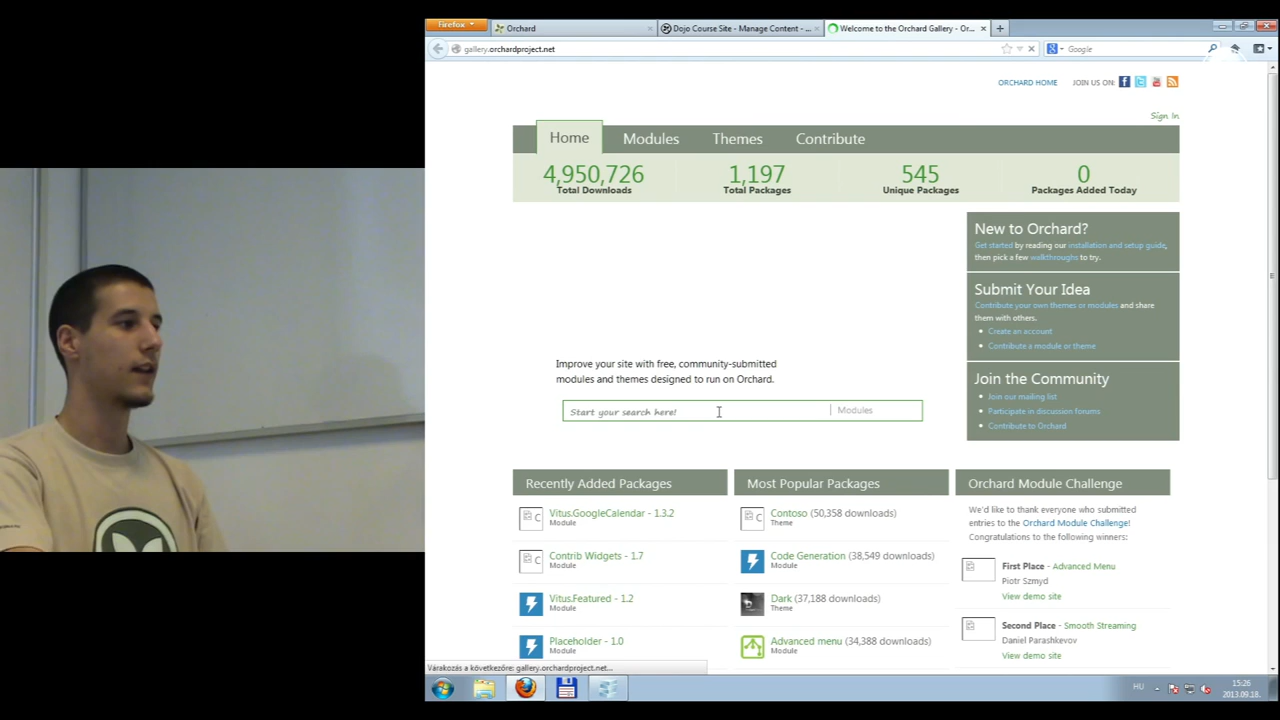 Firefox
Orchard
Dojo Course Site - Manage Content - ...
Welcome to the Orchard Gallery - Or...
gallery.orchardproject.net
Google
ORCHARD HOME
JOIN US ON:
Sign In
Home
Modules
Themes
Contribute
4,950,726
Total Downloads
1,197
Total Packages
545
Unique Packages
0
Packages Added Today
New to Orchard?
Get started by reading our installation and setup guide,
then pick a few walkthroughs to try.
Submit Your Idea
Contribute your own themes or modules and share
them with others.
Create an account
Contribute a module or theme
Join the Community
Join our mailing list
Participate in discussion forums
Contribute to Orchard
Improve your site with free, community-submitted
modules and themes designed to run on Orchard.
Start your search here!
Modules
Recently Added Packages
Vitus.GoogleCalendar - 1.3.2
Module
Contrib Widgets - 1.7
Module
Vitus.Featured - 1.2
Module
Placeholder - 1.0
Module
Most Popular Packages
Contoso (50,358 downloads)
Theme
Code Generation (38,549 downloads)
Module
Dark (37,188 downloads)
Theme
Advanced menu (34,388 downloads)
Module
Orchard Module Challenge
We'd like to thank everyone who submitted
entries to the Orchard Module Challenge!
Congratulations to the following winners:
First Place - Advanced Menu
Piotr Szmyd
View demo site
Second Place - Smooth Streaming
Daniel Parashkevov
View demo site
Várakozás a következőre: gallery.orchardproject.net...
HU
15:26
2013.09.18.